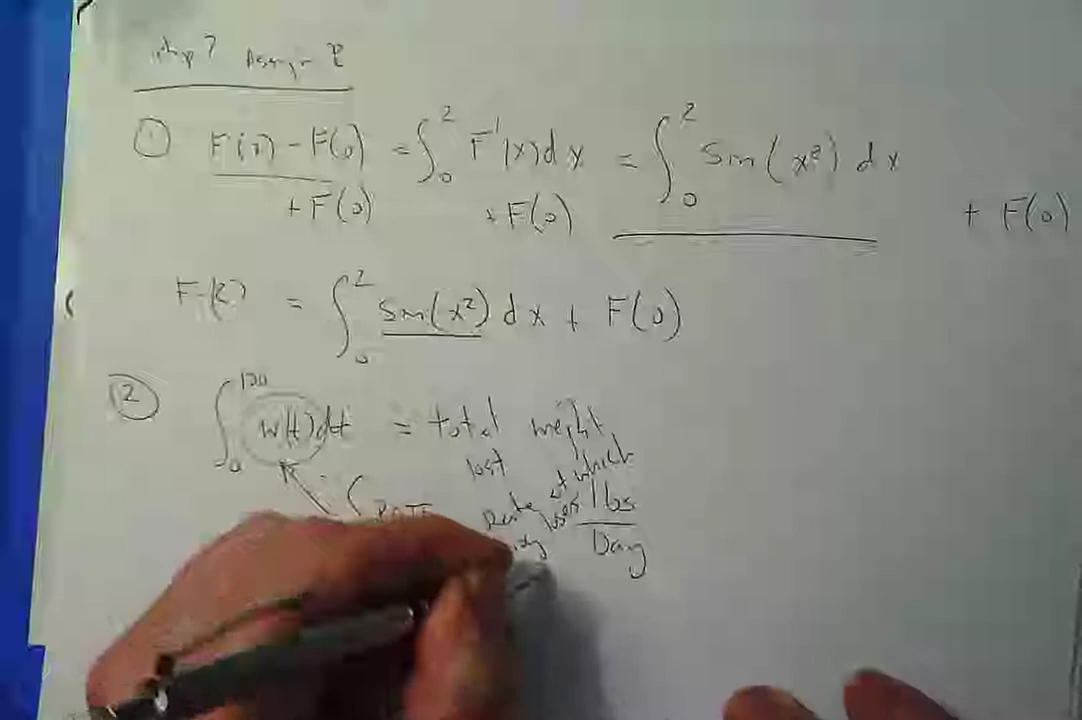 ① F(2) - F(0) = ∫₀² F'(x) dx = ∫₀² sin(x²) dx
+ F(0) + F(0) + F(0)
F(2) = ∫₀² sin(x²) dx + F(0)
② ∫₀¹²⁰ w(t) dt = total weight
lost
Rate at which
lbs
Day